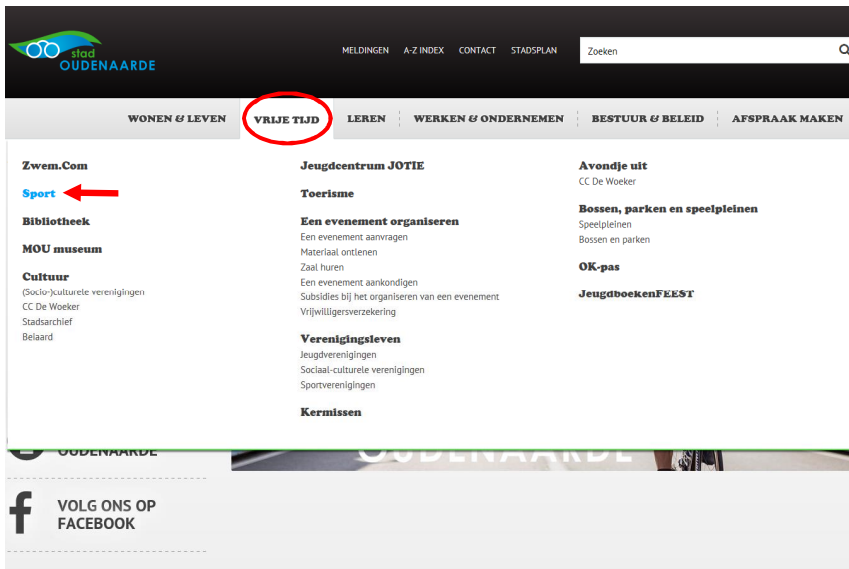 stad
OUDENAARDE
MELDINGEN A-Z INDEX CONTACT STADSPLAN
Zoeken
WONEN & LEVEN VRIJE TIJD LEREN WERKEN & ONDERNEMEN BESTUUR & BELEID AFSPRAAK MAKEN
Zwem.Com
Sport
Bibliotheek
MOU museum
Cultuur
(Socio-)culturele verenigingen
CC De Woeker
Stadsarchief
Beiaard
Jeugdcentrum JOTIE
Toerisme
Een evenement organiseren
Een evenement aanvragen
Materiaal ontlenen
Zaal huren
Een evenement aankondigen
Subsidies bij het organiseren van een evenement
Vrijwilligersverzekering
Verenigingsleven
Jeugdverenigingen
Sociaal-culturele verenigingen
Sportverenigingen
Kermissen
Avondje uit
CC De Woeker
Bossen, parken en speelpleinen
Speelpleinen
Bossen en parken
OK-pas
JeugdboekenFEEST
OUDENAARDE
OUDENAARDE
VOLG ONS OP
FACEBOOK